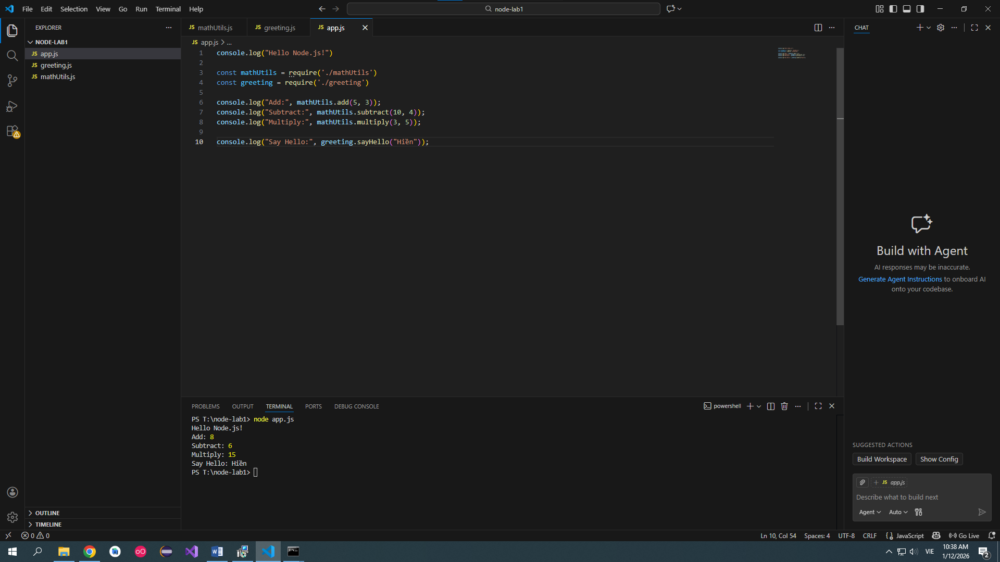 File Edit Selection View Go Run Terminal Help
node-lab1
EXPLORER
NODE-LAB1
JS app.js
JS greeting.js
JS mathUtils.js
OUTLINE
TIMELINE
JS mathUtils.js JS greeting.js JS app.js
JS app.js > ...
1 console.log("Hello Node.js!")
2
3 const mathUtils = require('./mathUtils')
4 const greeting = require('./greeting')
5
6 console.log("Add:", mathUtils.add(5, 3));
7 console.log("Subtract:", mathUtils.subtract(10, 4));
8 console.log("Multiply:", mathUtils.multiply(3, 5));
9
10 console.log("Say Hello:", greeting.sayHello("Hiền"));
PROBLEMS OUTPUT TERMINAL PORTS DEBUG CONSOLE
powershell
PS T:\node-lab1> node app.js
Hello Node.js!
Add: 8
Subtract: 6
Multiply: 15
Say Hello: Hiền
PS T:\node-lab1>
CHAT
Build with Agent
AI responses may be inaccurate.
Generate Agent Instructions to onboard AI
onto your codebase.
SUGGESTED ACTIONS
Build Workspace Show Config
JS app.js
Describe what to build next
Agent Auto
0 0
Ln 10, Col 54 Spaces: 4 UTF-8 CRLF JavaScript Go Live
VIE
10:38 AM
1/12/2026
2